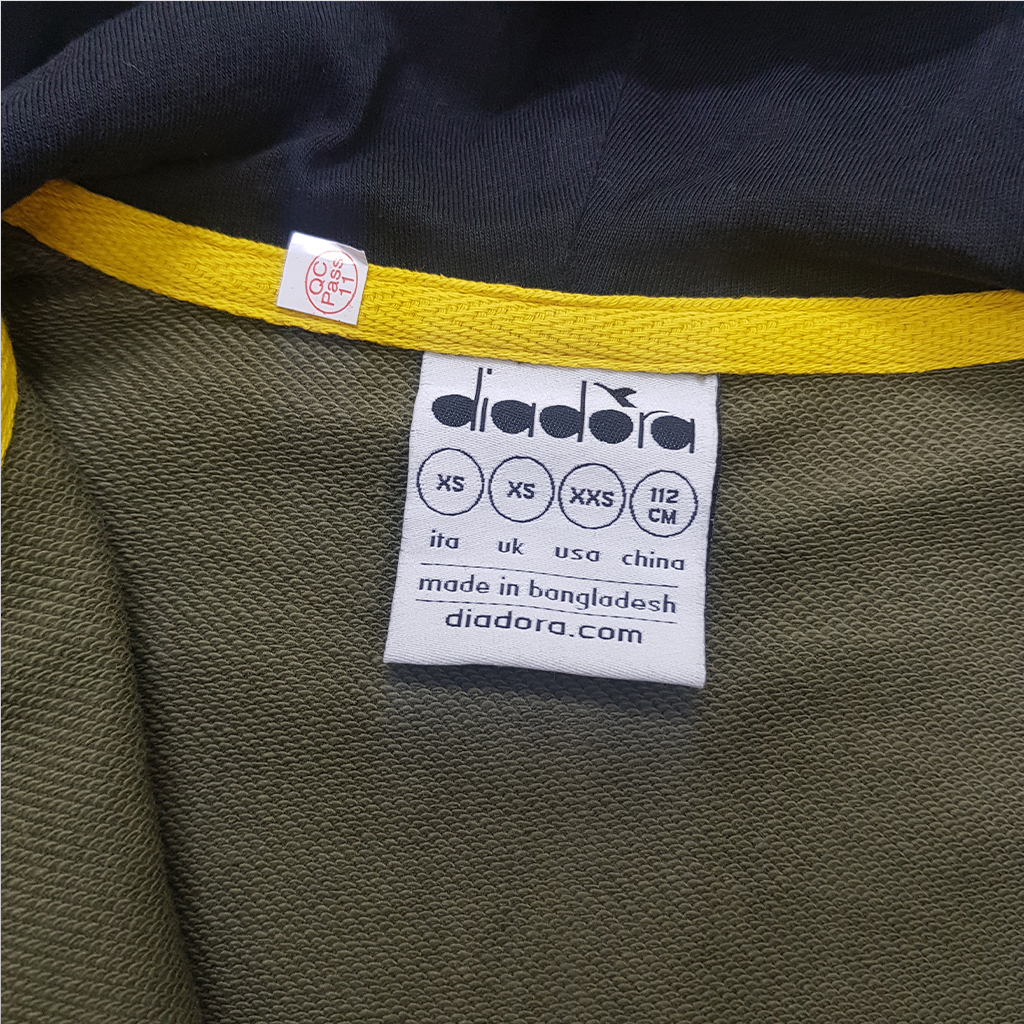 QC
Pass
11
diadora
XS XS XXS 112 CM
ita uk usa china
made in bangladesh
diadora.com